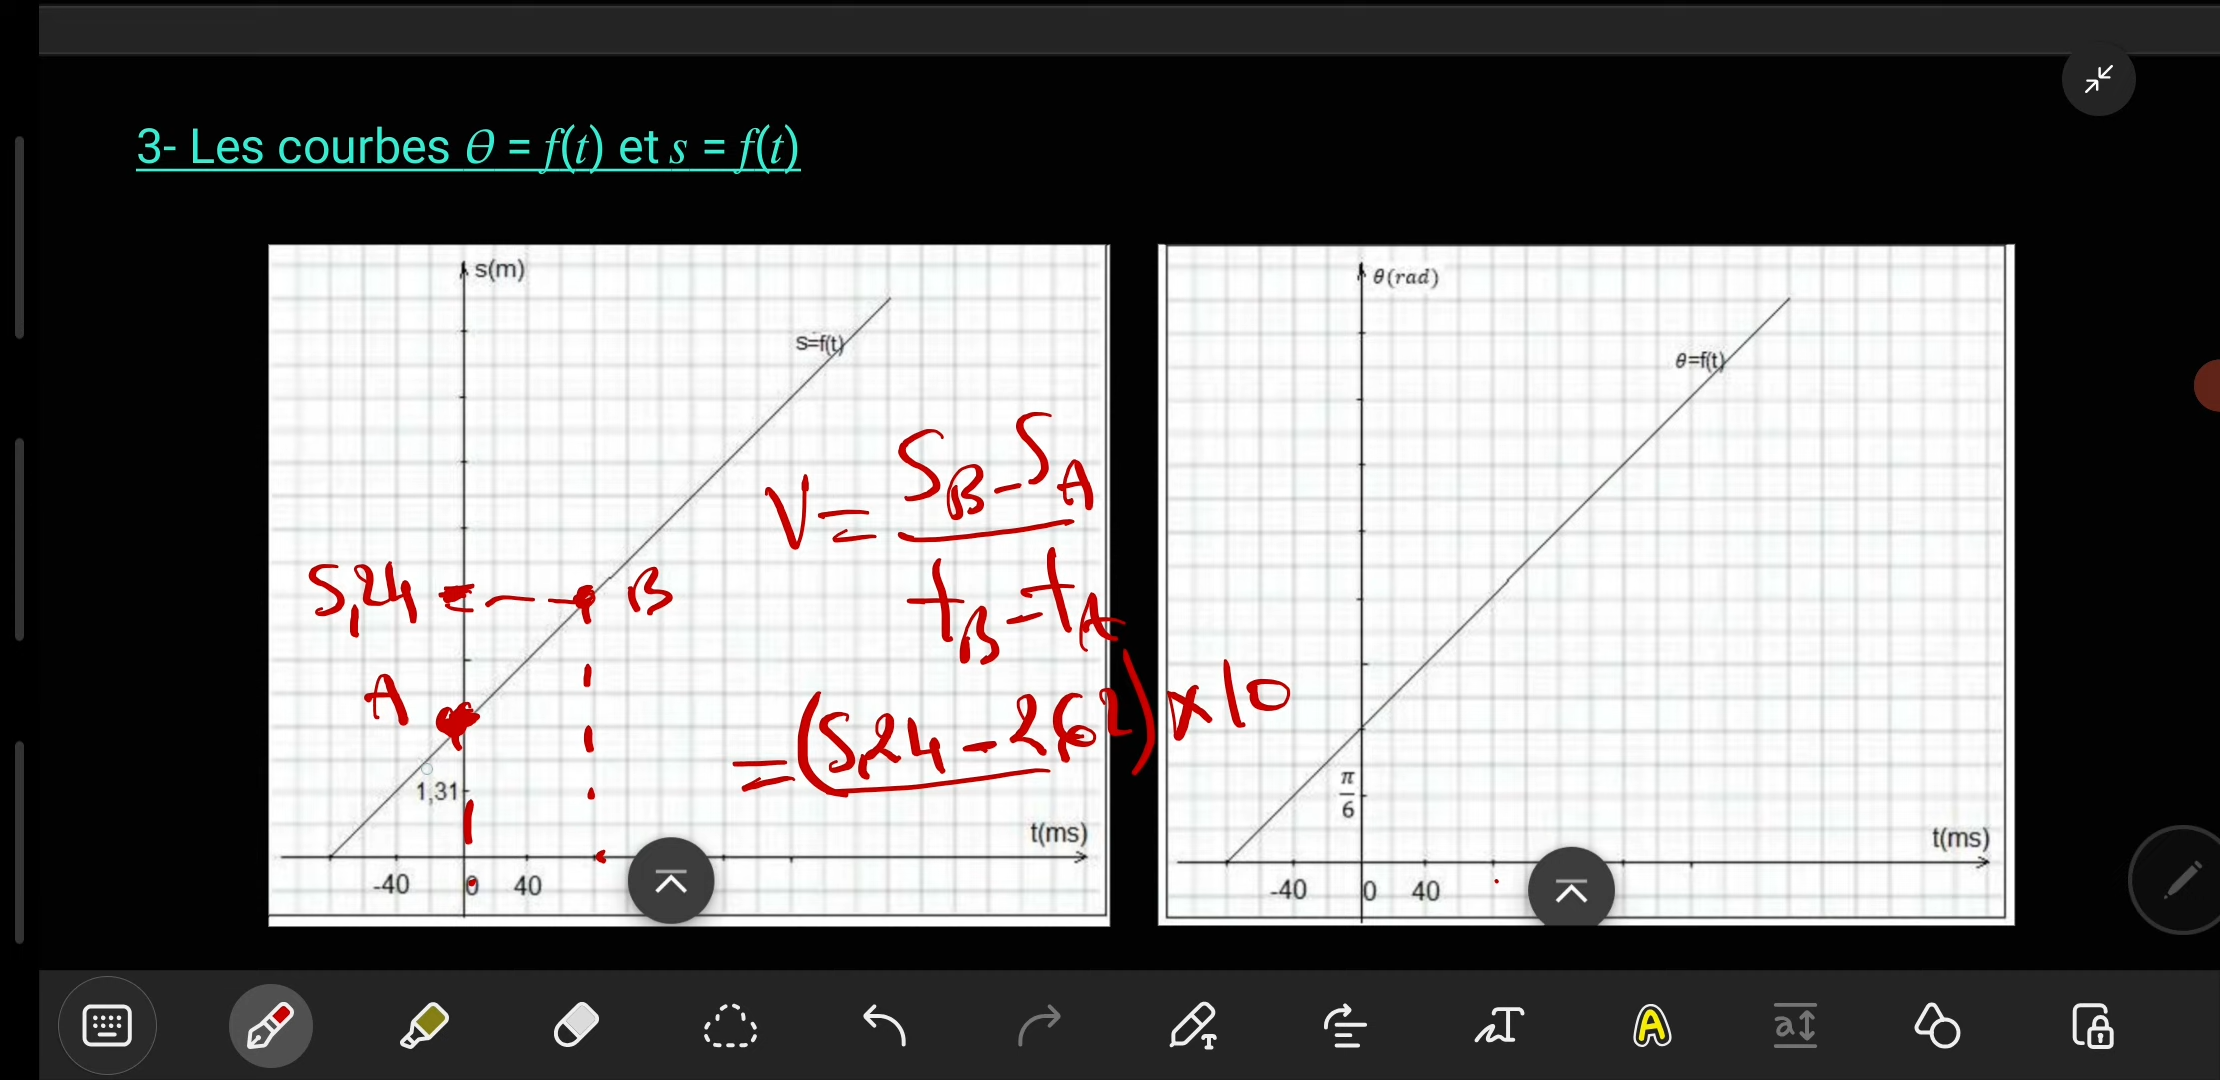 3- Les courbes θ = f(t) et s = f(t)
s(m)
S=f(t)
V = (S_B - S_A) / (t_B - t_A)
5,24
B
A
= (5,24 - 2,62) x 10
1,31
t(ms)
-40 0 40
θ(rad)
θ=f(t)
π/6
t(ms)
-40 0 40